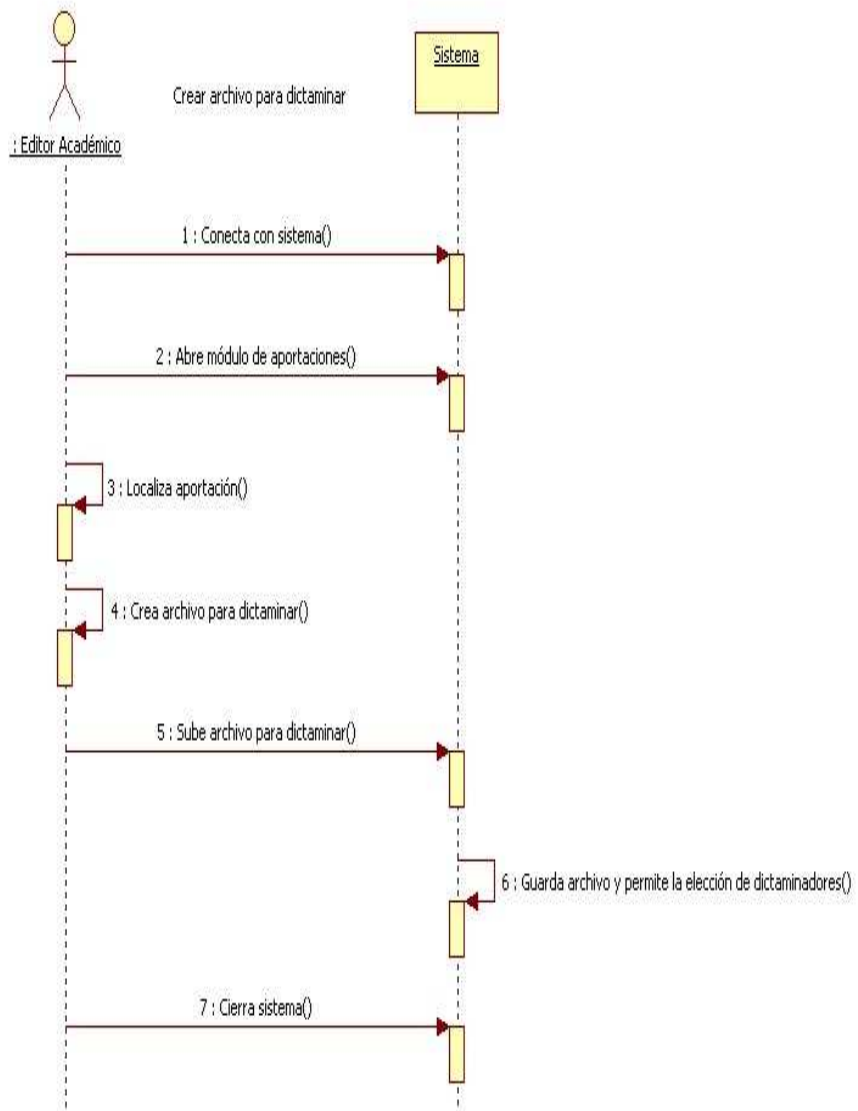 Sistema
Crear archivo para dictaminar
: Editor Académico
1 : Conecta con sistema()
2 : Abre módulo de aportaciones()
3 : Localiza aportación()
4 : Crea archivo para dictaminar()
5 : Sube archivo para dictaminar()
6 : Guarda archivo y permite la elección de dictaminadores()
7 : Cierra sistema()